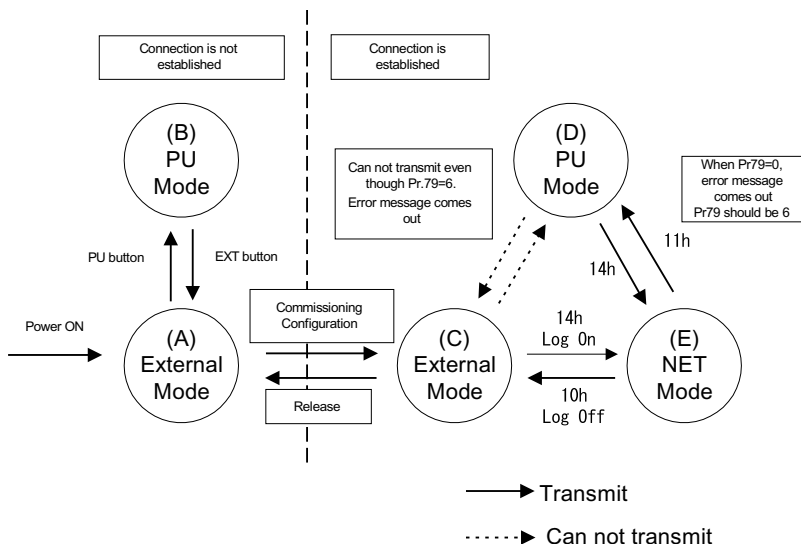 Connection is not
established
Connection is
established
(B)
PU
Mode
(D)
PU
Mode
Can not transmit even
though Pr.79=6.
Error message comes
out
When Pr79=0,
error message
comes out
Pr79 should be 6
PU button
EXT button
14h
11h
Power ON
(A)
External
Mode
Commissioning
Configuration
Release
(C)
External
Mode
14h
Log On
10h
Log Off
(E)
NET
Mode
Transmit
Can not transmit